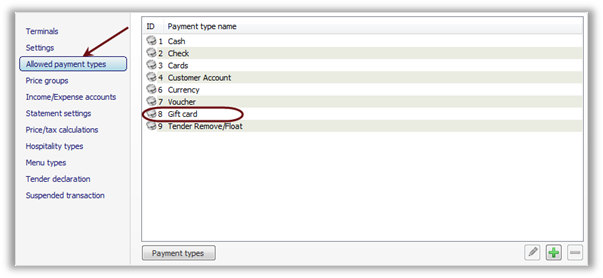 Terminals
Settings
Allowed payment types
Price groups
Income/Expense accounts
Statement settings
Price/tax calculations
Hospitality types
Menu types
Tender declaration
Suspended transaction
ID Payment type name
1 Cash
2 Check
3 Cards
4 Customer Account
6 Currency
7 Voucher
8 Gift card
9 Tender Remove/Float
Payment types